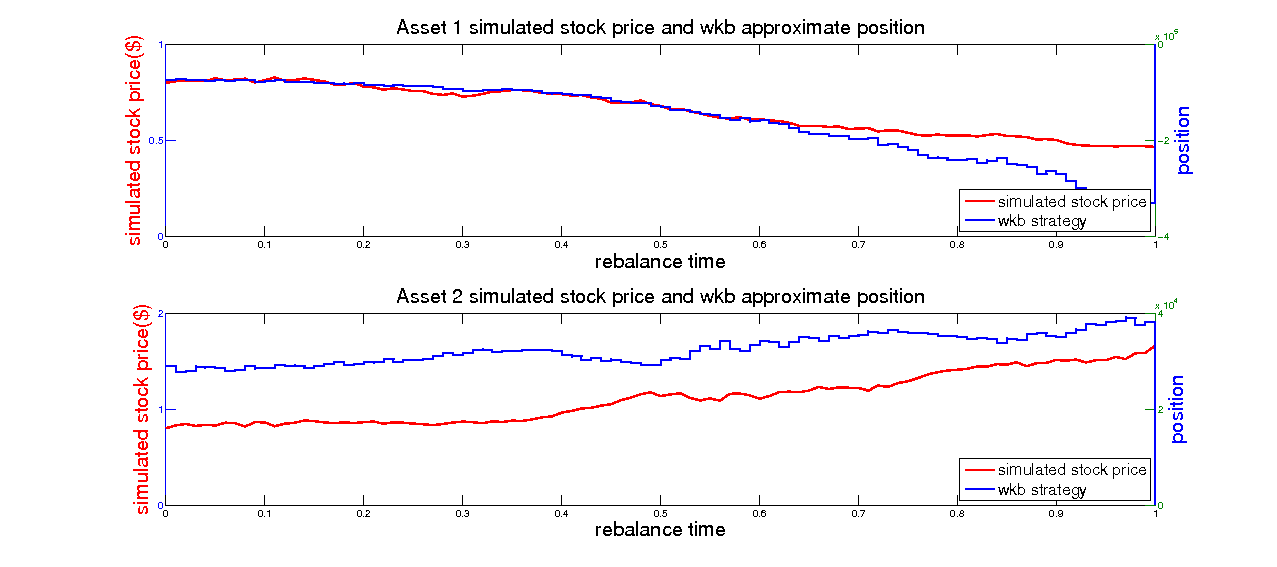 Asset 1 simulated stock price and wkb approximate position
x 10^5
simulated stock price($)
1
0.5
0
0
-2
-4
position
simulated stock price
wkb strategy
0 0.1 0.2 0.3 0.4 0.5 0.6 0.7 0.8 0.9 1
rebalance time
Asset 2 simulated stock price and wkb approximate position
x 10^4
simulated stock price($)
2
1
0
4
2
0
position
simulated stock price
wkb strategy
0 0.1 0.2 0.3 0.4 0.5 0.6 0.7 0.8 0.9 1
rebalance time